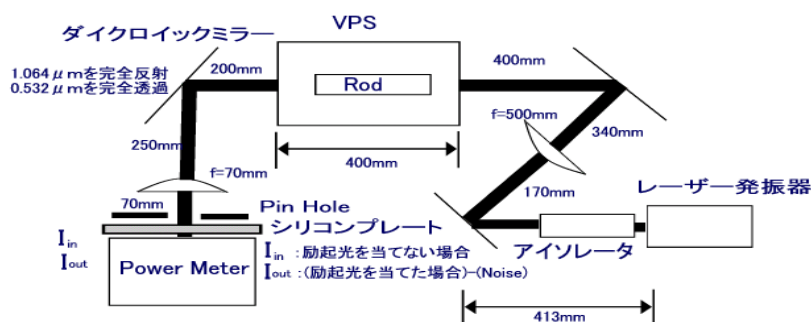 VPS
ダイクロイックミラー
1.064μmを完全反射
0.532μmを完全透過
200mm
400mm
Rod
f=500mm
340mm
250mm
400mm
f=70mm
170mm
レーザー発振器
70mm
Pin Hole
シリコンプレート
アイソレータ
Iin
Iout
Power Meter
Iin :励起光を当てない場合
Iout :(励起光を当てた場合)-(Noise)
413mm